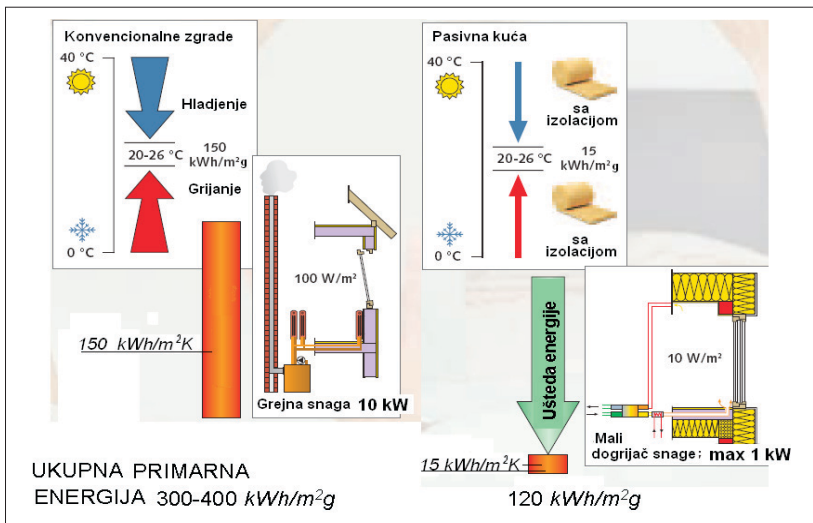 Konvencionalne zgrade
40 °C
Hladjenje
20-26 °C
150
kWh/m²g
Grijanje
0 °C
100 W/m²
150 kWh/m²K
Grejna snaga 10 kW
UKUPNA PRIMARNA
ENERGIJA 300-400 kWh/m²g
Pasivna kuća
40 °C
sa
izolacijom
20-26 °C
15
kWh/m²g
sa
izolacijom
0 °C
Ušteda energije
10 W/m²
Mali
dogrijač snage: max 1 kW
15 kWh/m²K
120 kWh/m²g